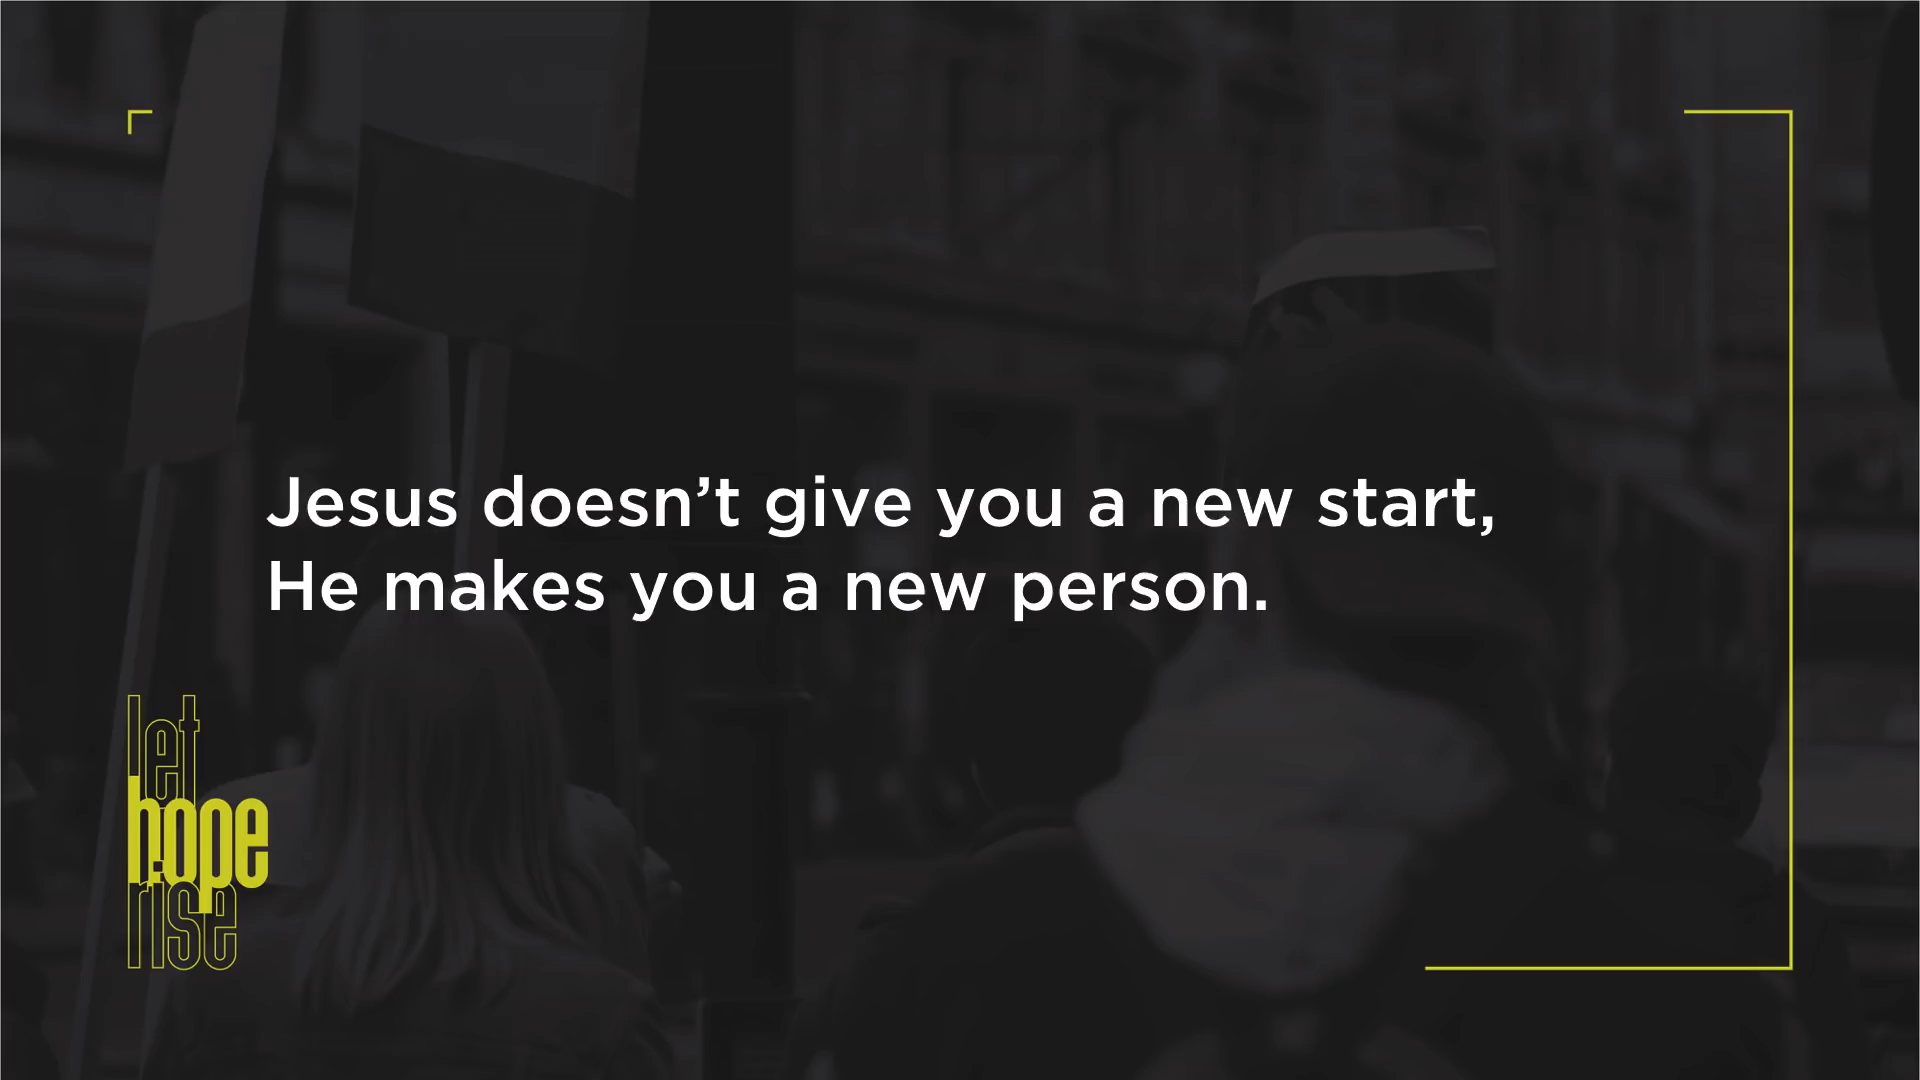 Jesus doesn’t give you a new start,
He makes you a new person.
let
hope
rise